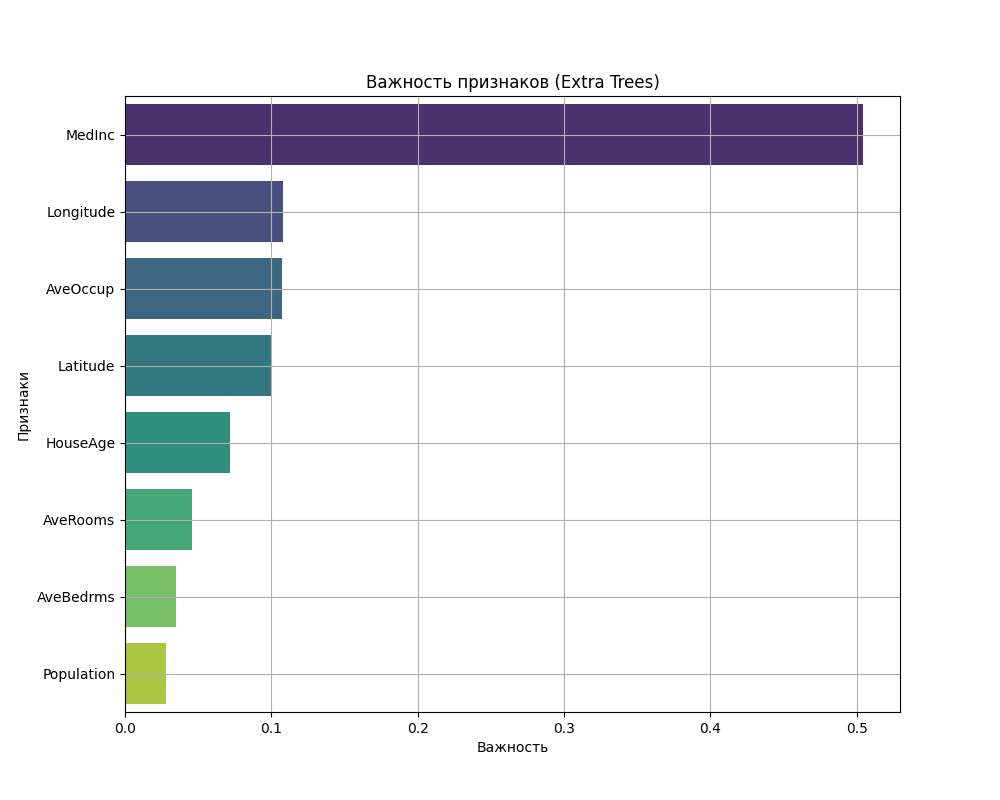 Важность признаков (Extra Trees)
MedInc
Longitude
AveOccup
Latitude
HouseAge
AveRooms
AveBedrms
Population
Признаки
0.0 0.1 0.2 0.3 0.4 0.5
Важность